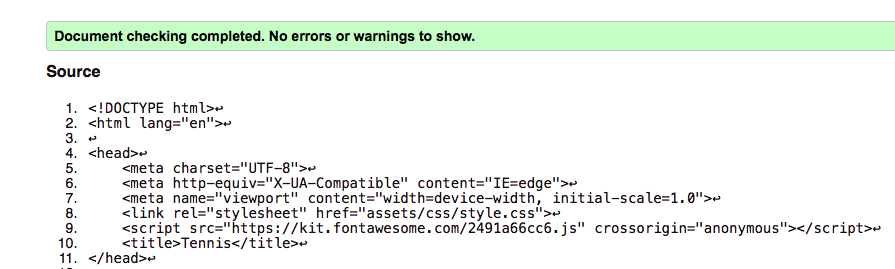 Document checking completed. No errors or warnings to show.
Source
1. <!DOCTYPE html>↩
2. <html lang="en">↩
3. ↩
4. <head>↩
5.     <meta charset="UTF-8">↩
6.     <meta http-equiv="X-UA-Compatible" content="IE=edge">↩
7.     <meta name="viewport" content="width=device-width, initial-scale=1.0">↩
8.     <link rel="stylesheet" href="assets/css/style.css">↩
9.     <script src="https://kit.fontawesome.com/2491a66cc6.js" crossorigin="anonymous"></script>↩
10.     <title>Tennis</title>↩
11. </head>↩